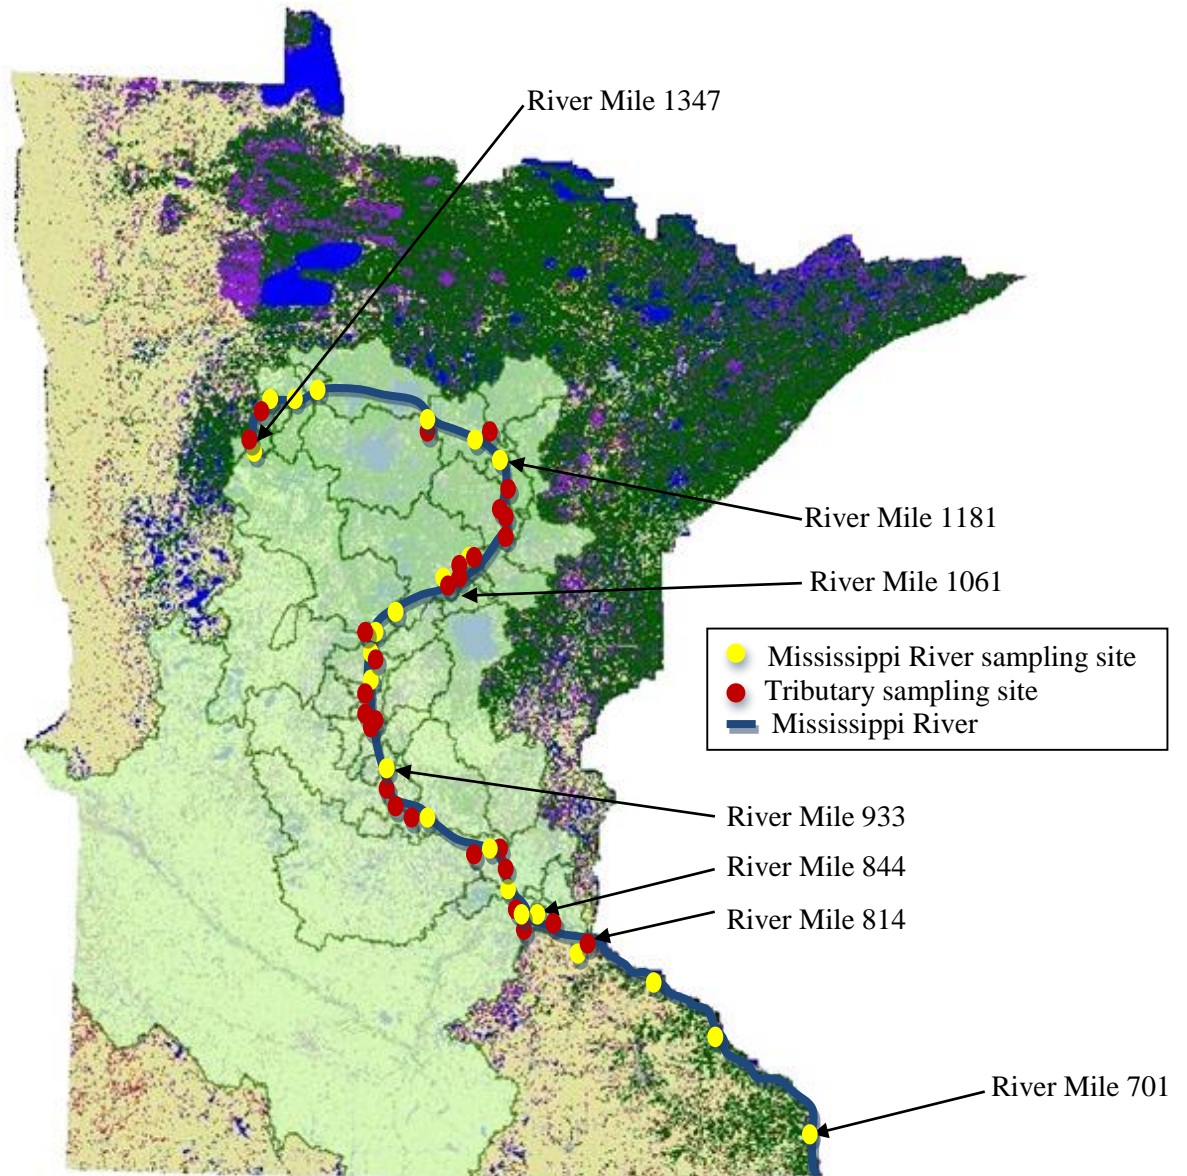 River Mile 1347
River Mile 1181
River Mile 1061
Mississippi River sampling site
Tributary sampling site
Mississippi River
River Mile 933
River Mile 844
River Mile 814
River Mile 701